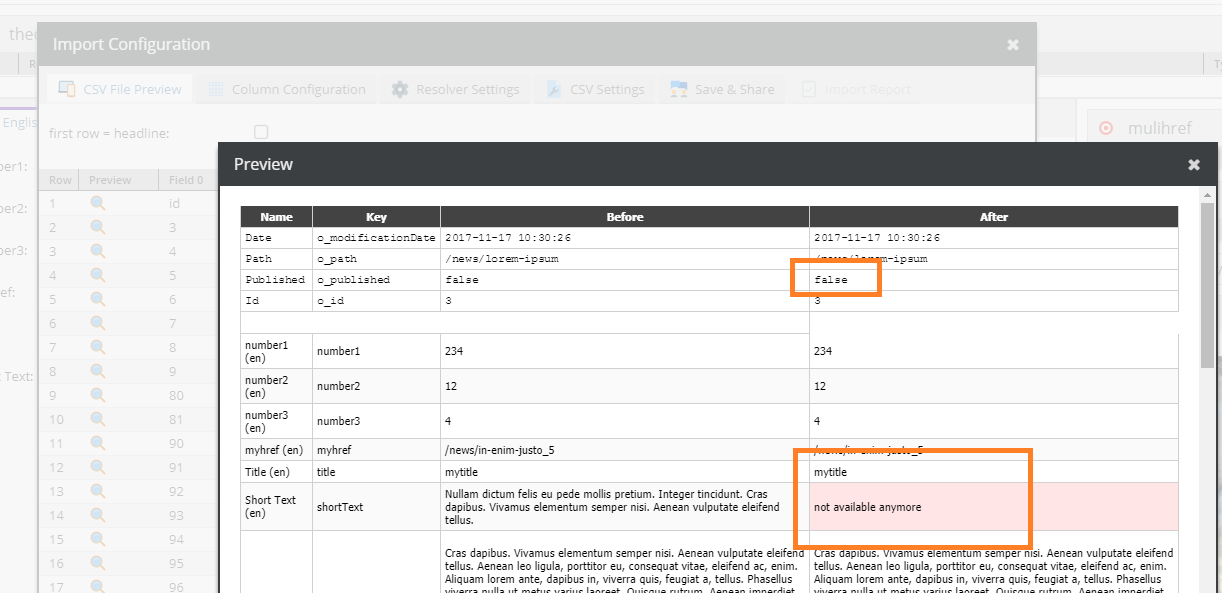 thee
Import Configuration
CSV File Preview Column Configuration Resolver Settings CSV Settings Save & Share Import Report
Englis
first row = headline:
mulihref
Preview
ber1:
Row Preview Field 0
1 id
2 3
ber2:
3 4
ber3:
4 5
ef:
5 6
6 7
7 8
8 9
Text:
9 80
10 81
11 90
12 91
13 92
14 93
15 94
16 95
17 96
Name Key Before After
Date o_modificationDate 2017-11-17 10:30:26 2017-11-17 10:30:26
Path o_path /news/lorem-ipsum /news/lorem-ipsum
Published o_published false false
Id o_id 3 3
number1 (en) number1 234 234
number2 (en) number2 12 12
number3 (en) number3 4 4
myhref (en) myhref /news/in-enim-justo_5 /news/in-enim-justo_5
Title (en) title mytitle mytitle
Short Text (en) shortText
Nullam dictum felis eu pede mollis pretium. Integer tincidunt. Cras
dapibus. Vivamus elementum semper nisi. Aenean vulputate eleifend
tellus.
not available anymore
Cras dapibus. Vivamus elementum semper nisi. Aenean vulputate eleifend
tellus. Aenean leo ligula, porttitor eu, consequat vitae, eleifend ac, enim.
Aliquam lorem ante, dapibus in, viverra quis, feugiat a, tellus. Phasellus
viverra nulla ut metus varius laoreet. Quisque rutrum. Aenean imperdiet.
Cras dapibus. Vivamus elementum semper nisi. Aenean vulputate eleifend
tellus. Aenean leo ligula, porttitor eu, consequat vitae, eleifend ac, enim.
Aliquam lorem ante, dapibus in, viverra quis, feugiat a, tellus. Phasellus
viverra nulla ut metus varius laoreet. Quisque rutrum. Aenean imperdiet.